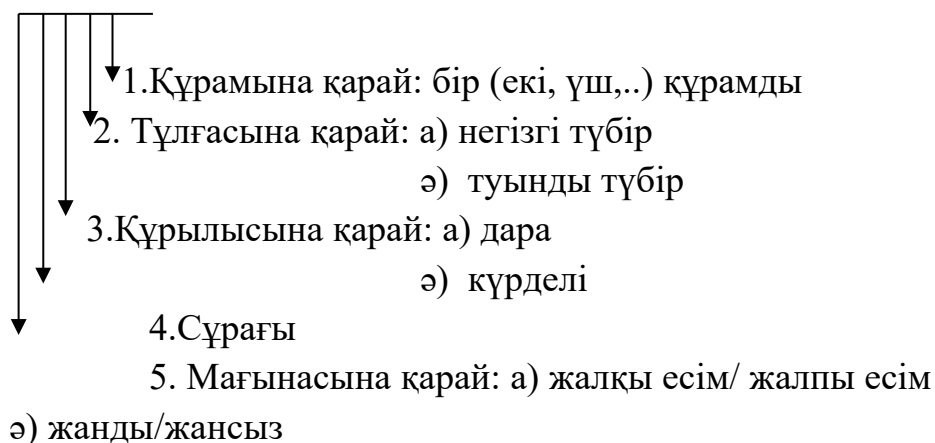 1.Құрамына қарай: бір (екі, үш,..) құрамды
2. Тұлғасына қарай: а) негізгі түбір
ә) туынды түбір
3.Құрылысына қарай: а) дара
ә) күрделі
4.Сұрағы
5. Мағынасына қарай: а) жалқы есім/ жалпы есім
ә) жанды/жансыз